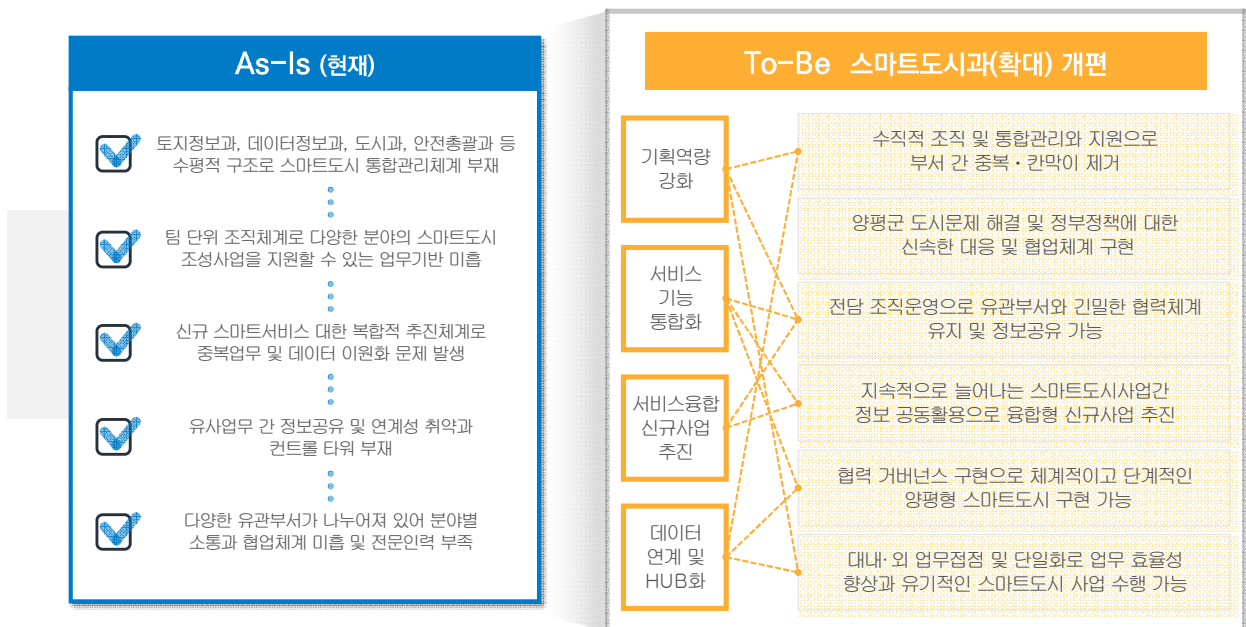 As-Is (현재)
토지정보과, 데이터정보과, 도시과, 안전총괄과 등
수평적 구조로 스마트도시 통합관리체계 부재
팀 단위 조직체계로 다양한 분야의 스마트도시
조성사업을 지원할 수 있는 업무기반 미흡
신규 스마트서비스 대한 복합적 추진체계로
중복업무 및 데이터 이원화 문제 발생
유사업무 간 정보공유 및 연계성 취약과
컨트롤 타워 부재
다양한 유관부서가 나누어져 있어 분야별
소통과 협업체계 미흡 및 전문인력 부족
To-Be 스마트도시과(확대) 개편
기획역량
강화
서비스
기능
통합화
서비스융합
신규사업
추진
데이터
연계 및
HUB화
수직적 조직 및 통합관리와 지원으로
부서 간 중복・칸막이 제거
양평군 도시문제 해결 및 정부정책에 대한
신속한 대응 및 협업체계 구현
전담 조직운영으로 유관부서와 긴밀한 협력체계
유지 및 정보공유 가능
지속적으로 늘어나는 스마트도시사업간
정보 공동활용으로 융합형 신규사업 추진
협력 거버넌스 구현으로 체계적이고 단계적인
양평형 스마트도시 구현 가능
대내·외 업무접점 및 단일화로 업무 효율성
향상과 유기적인 스마트도시 사업 수행 가능